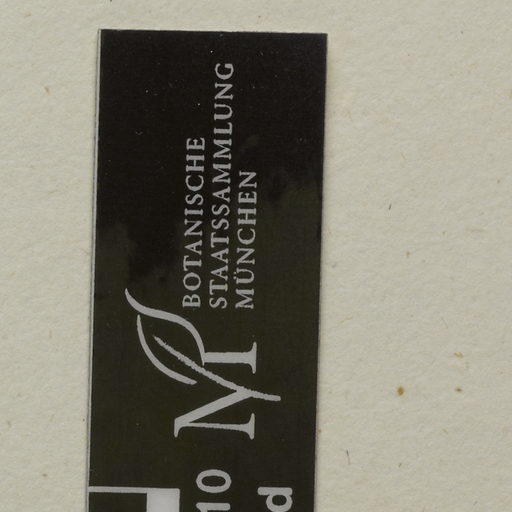 BOTANISCHE
STAATSSAMMLUNG
MÜNCHEN
M
10
d